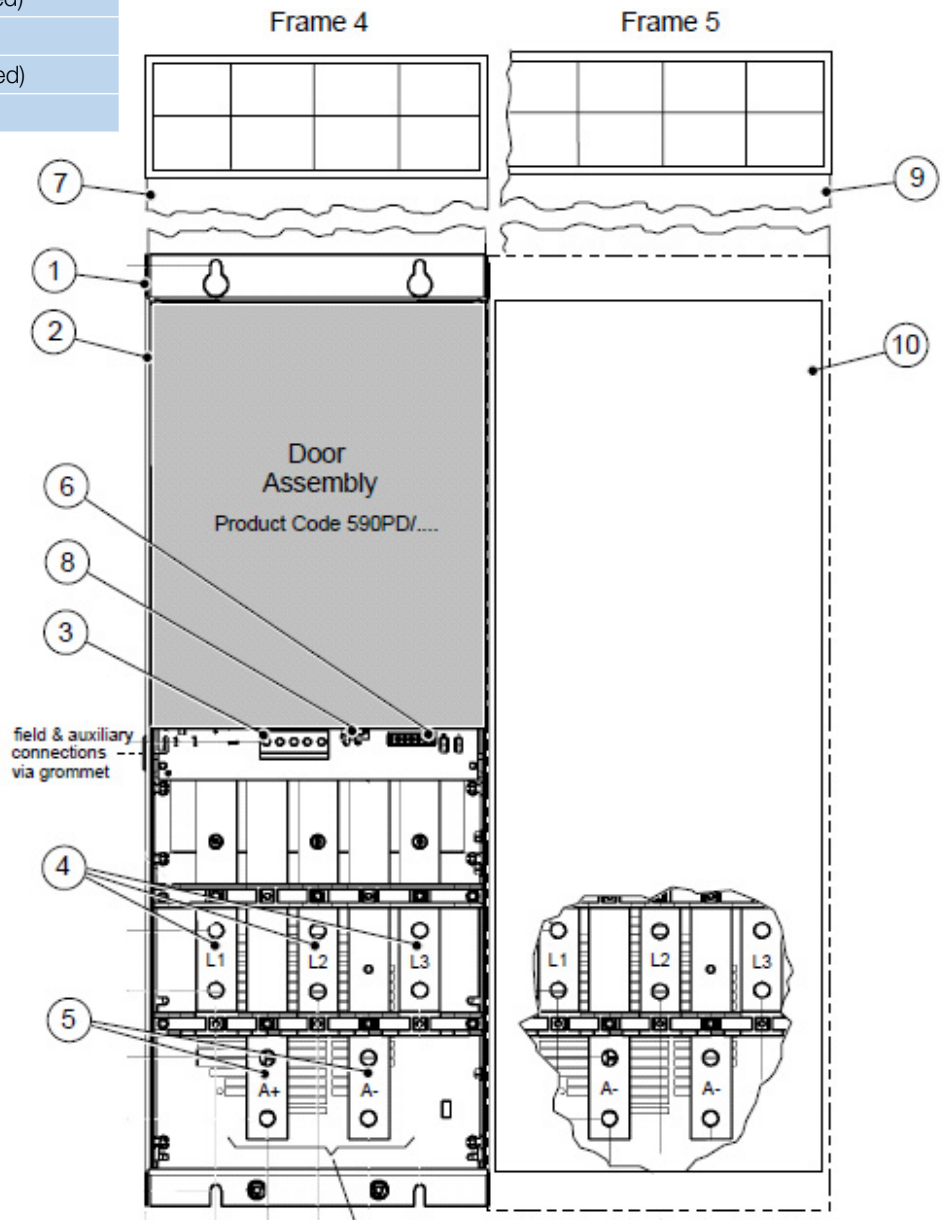 ed)
ed)
Frame 4
Frame 5
7
9
1
2
10
Door
Assembly
Product Code 590PD/....
6
8
3
field & auxiliary
connections
via grommet
4
L1
L2
L3
L1
L2
L3
5
A+
A-
A-
A-